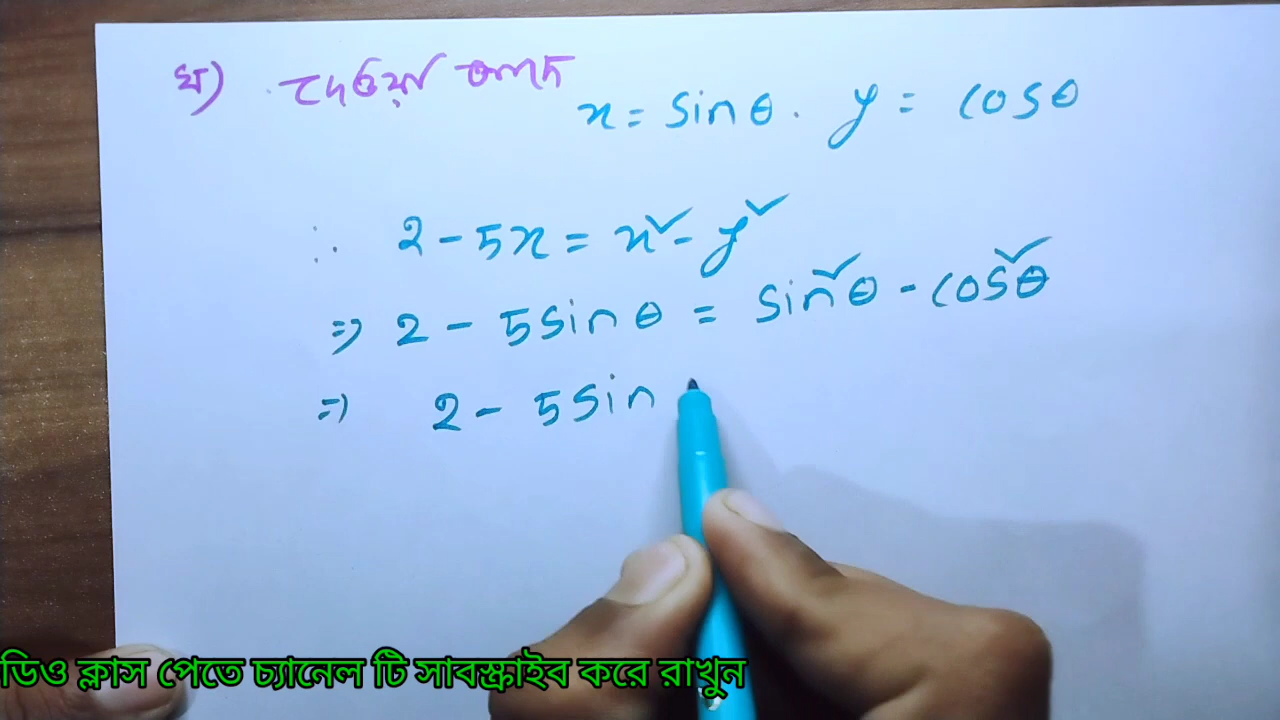 ঘ) দেওয়া আছে
x = sinθ. y = cosθ
∴ 2 - 5x = x² - y²
⇒ 2 - 5sinθ = sin²θ - cos²θ
⇒ 2 - 5sin
ডিও ক্লাস পেতে চ্যানেল টি সাবস্ক্রাইব করে রাখুন